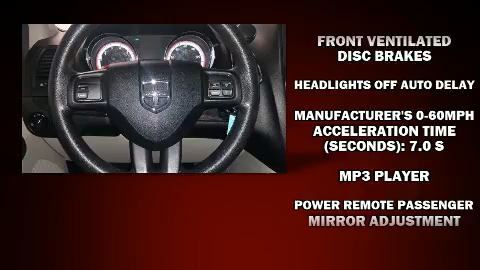 FRONT VENTILATED
DISC BRAKES
HEADLIGHTS OFF AUTO DELAY
MANUFACTURER'S 0-60MPH
ACCELERATION TIME
(SECONDS): 7.0 S
MP3 PLAYER
POWER REMOTE PASSENGER
MIRROR ADJUSTMENT